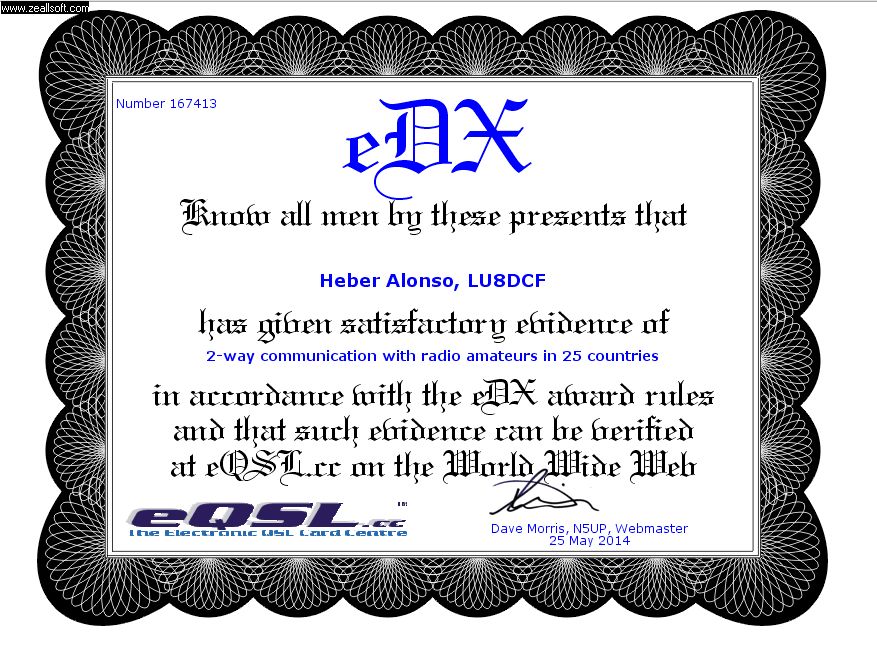 www.zeallsoft.com
Number 167413
eDX
Know all men by these presents that
Heber Alonso, LU8DCF
has given satisfactory evidence of
2-way communication with radio amateurs in 25 countries
in accordance with the eDX award rules
and that such evidence can be verified
at eQSL.cc on the World Wide Web
eQSL.cc
The Electronic QSL Card Centre
Dave Morris, N5UP, Webmaster
25 May 2014